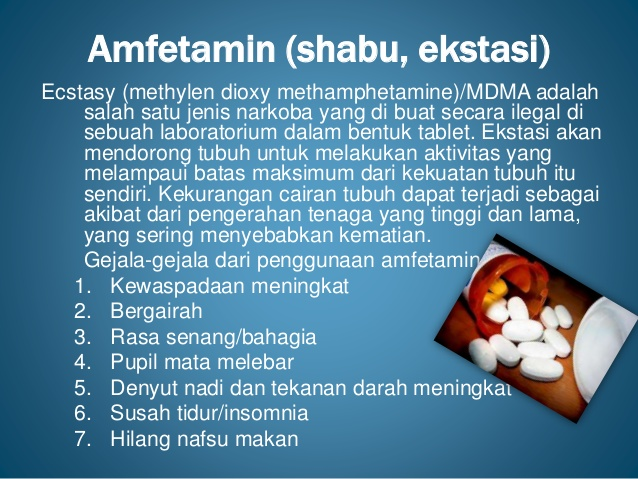 Amfetamin (shabu, ekstasi)
Ecstasy (methylen dioxy methamphetamine)/MDMA adalah
salah satu jenis narkoba yang di buat secara ilegal di
sebuah laboratorium dalam bentuk tablet. Ekstasi akan
mendorong tubuh untuk melakukan aktivitas yang
melampaui batas maksimum dari kekuatan tubuh itu
sendiri. Kekurangan cairan tubuh dapat terjadi sebagai
akibat dari pengerahan tenaga yang tinggi dan lama,
yang sering menyebabkan kematian.
Gejala-gejala dari penggunaan amfetamin
1. Kewaspadaan meningkat
2. Bergairah
3. Rasa senang/bahagia
4. Pupil mata melebar
5. Denyut nadi dan tekanan darah meningkat
6. Susah tidur/insomnia
7. Hilang nafsu makan